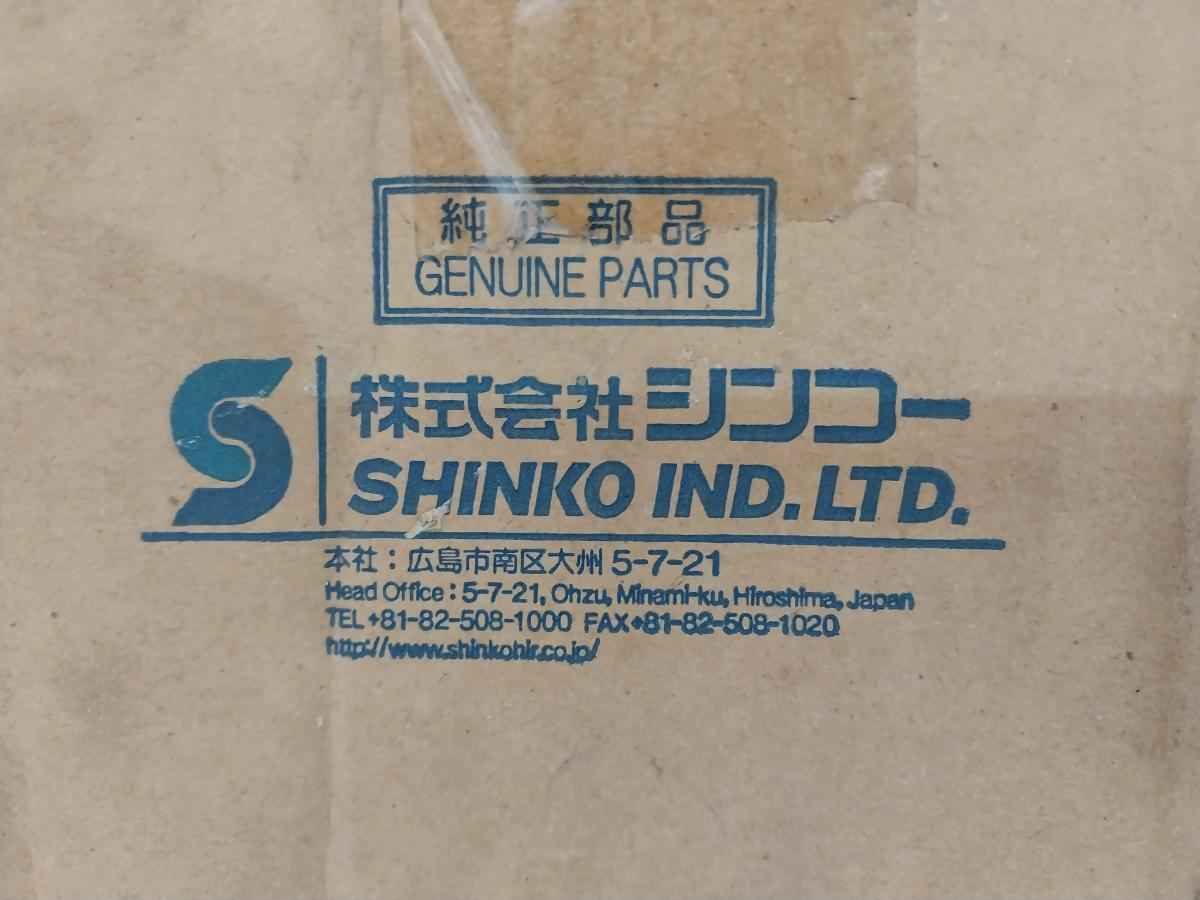 純正部品
GENUINE PARTS
株式会社シンコー
SHINKO IND. LTD.
本社：広島市南区大州 5-7-21
Head Office : 5-7-21, Ohzu, Minami-ku, Hiroshima, Japan
TEL +81-82-508-1000 FAX+81-82-508-1020
http://www.shinkohir.co.jp/